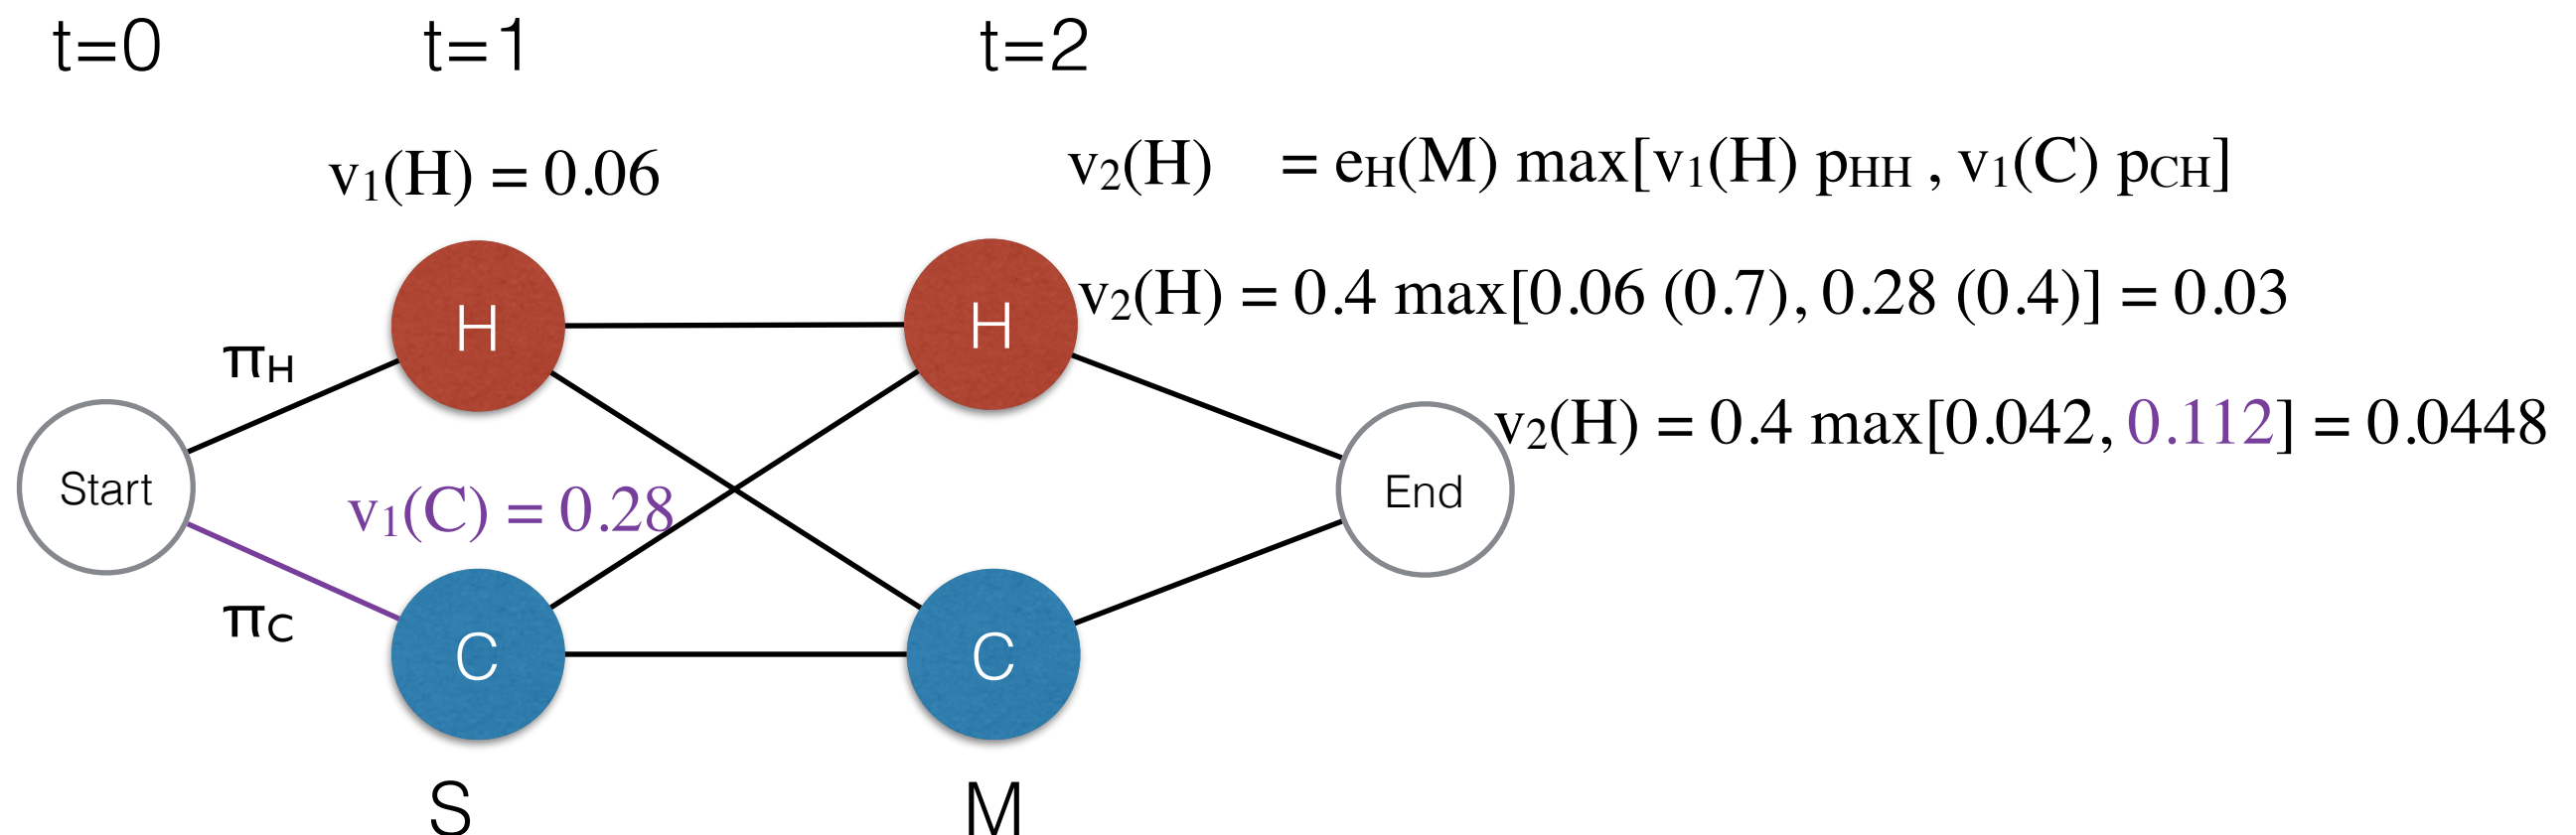 t=0 t=1 t=2
v₁(H) = 0.06
v₂(H) = eH(M) max[v₁(H) pHH , v₁(C) pCH]
H H
v₂(H) = 0.4 max[0.06 (0.7), 0.28 (0.4)] = 0.03
πH
v₂(H) = 0.4 max[0.042, 0.112] = 0.0448
Start
v₁(C) = 0.28
End
πC
C C
S M